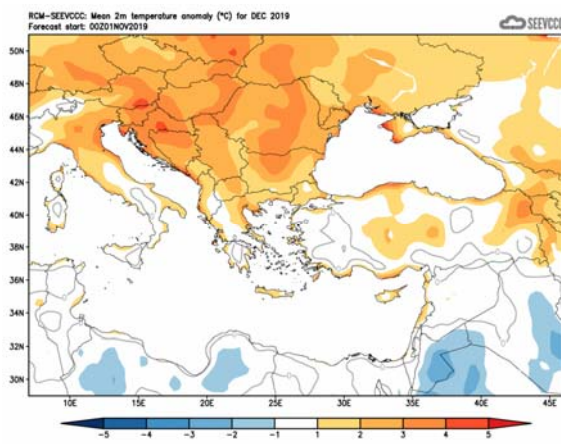 RCM-SEEVCCC: Mean 2m temperature anomaly (°C) for DEC 2019
Forecast start: 00Z01NOV2019
SEEVCCC
50N
48N
46N
44N
42N
40N
38N
36N
34N
32N
30N
10E 15E 20E 25E 30E 35E 40E 45E
-5 -4 -3 -2 -1 1 2 3 4 5